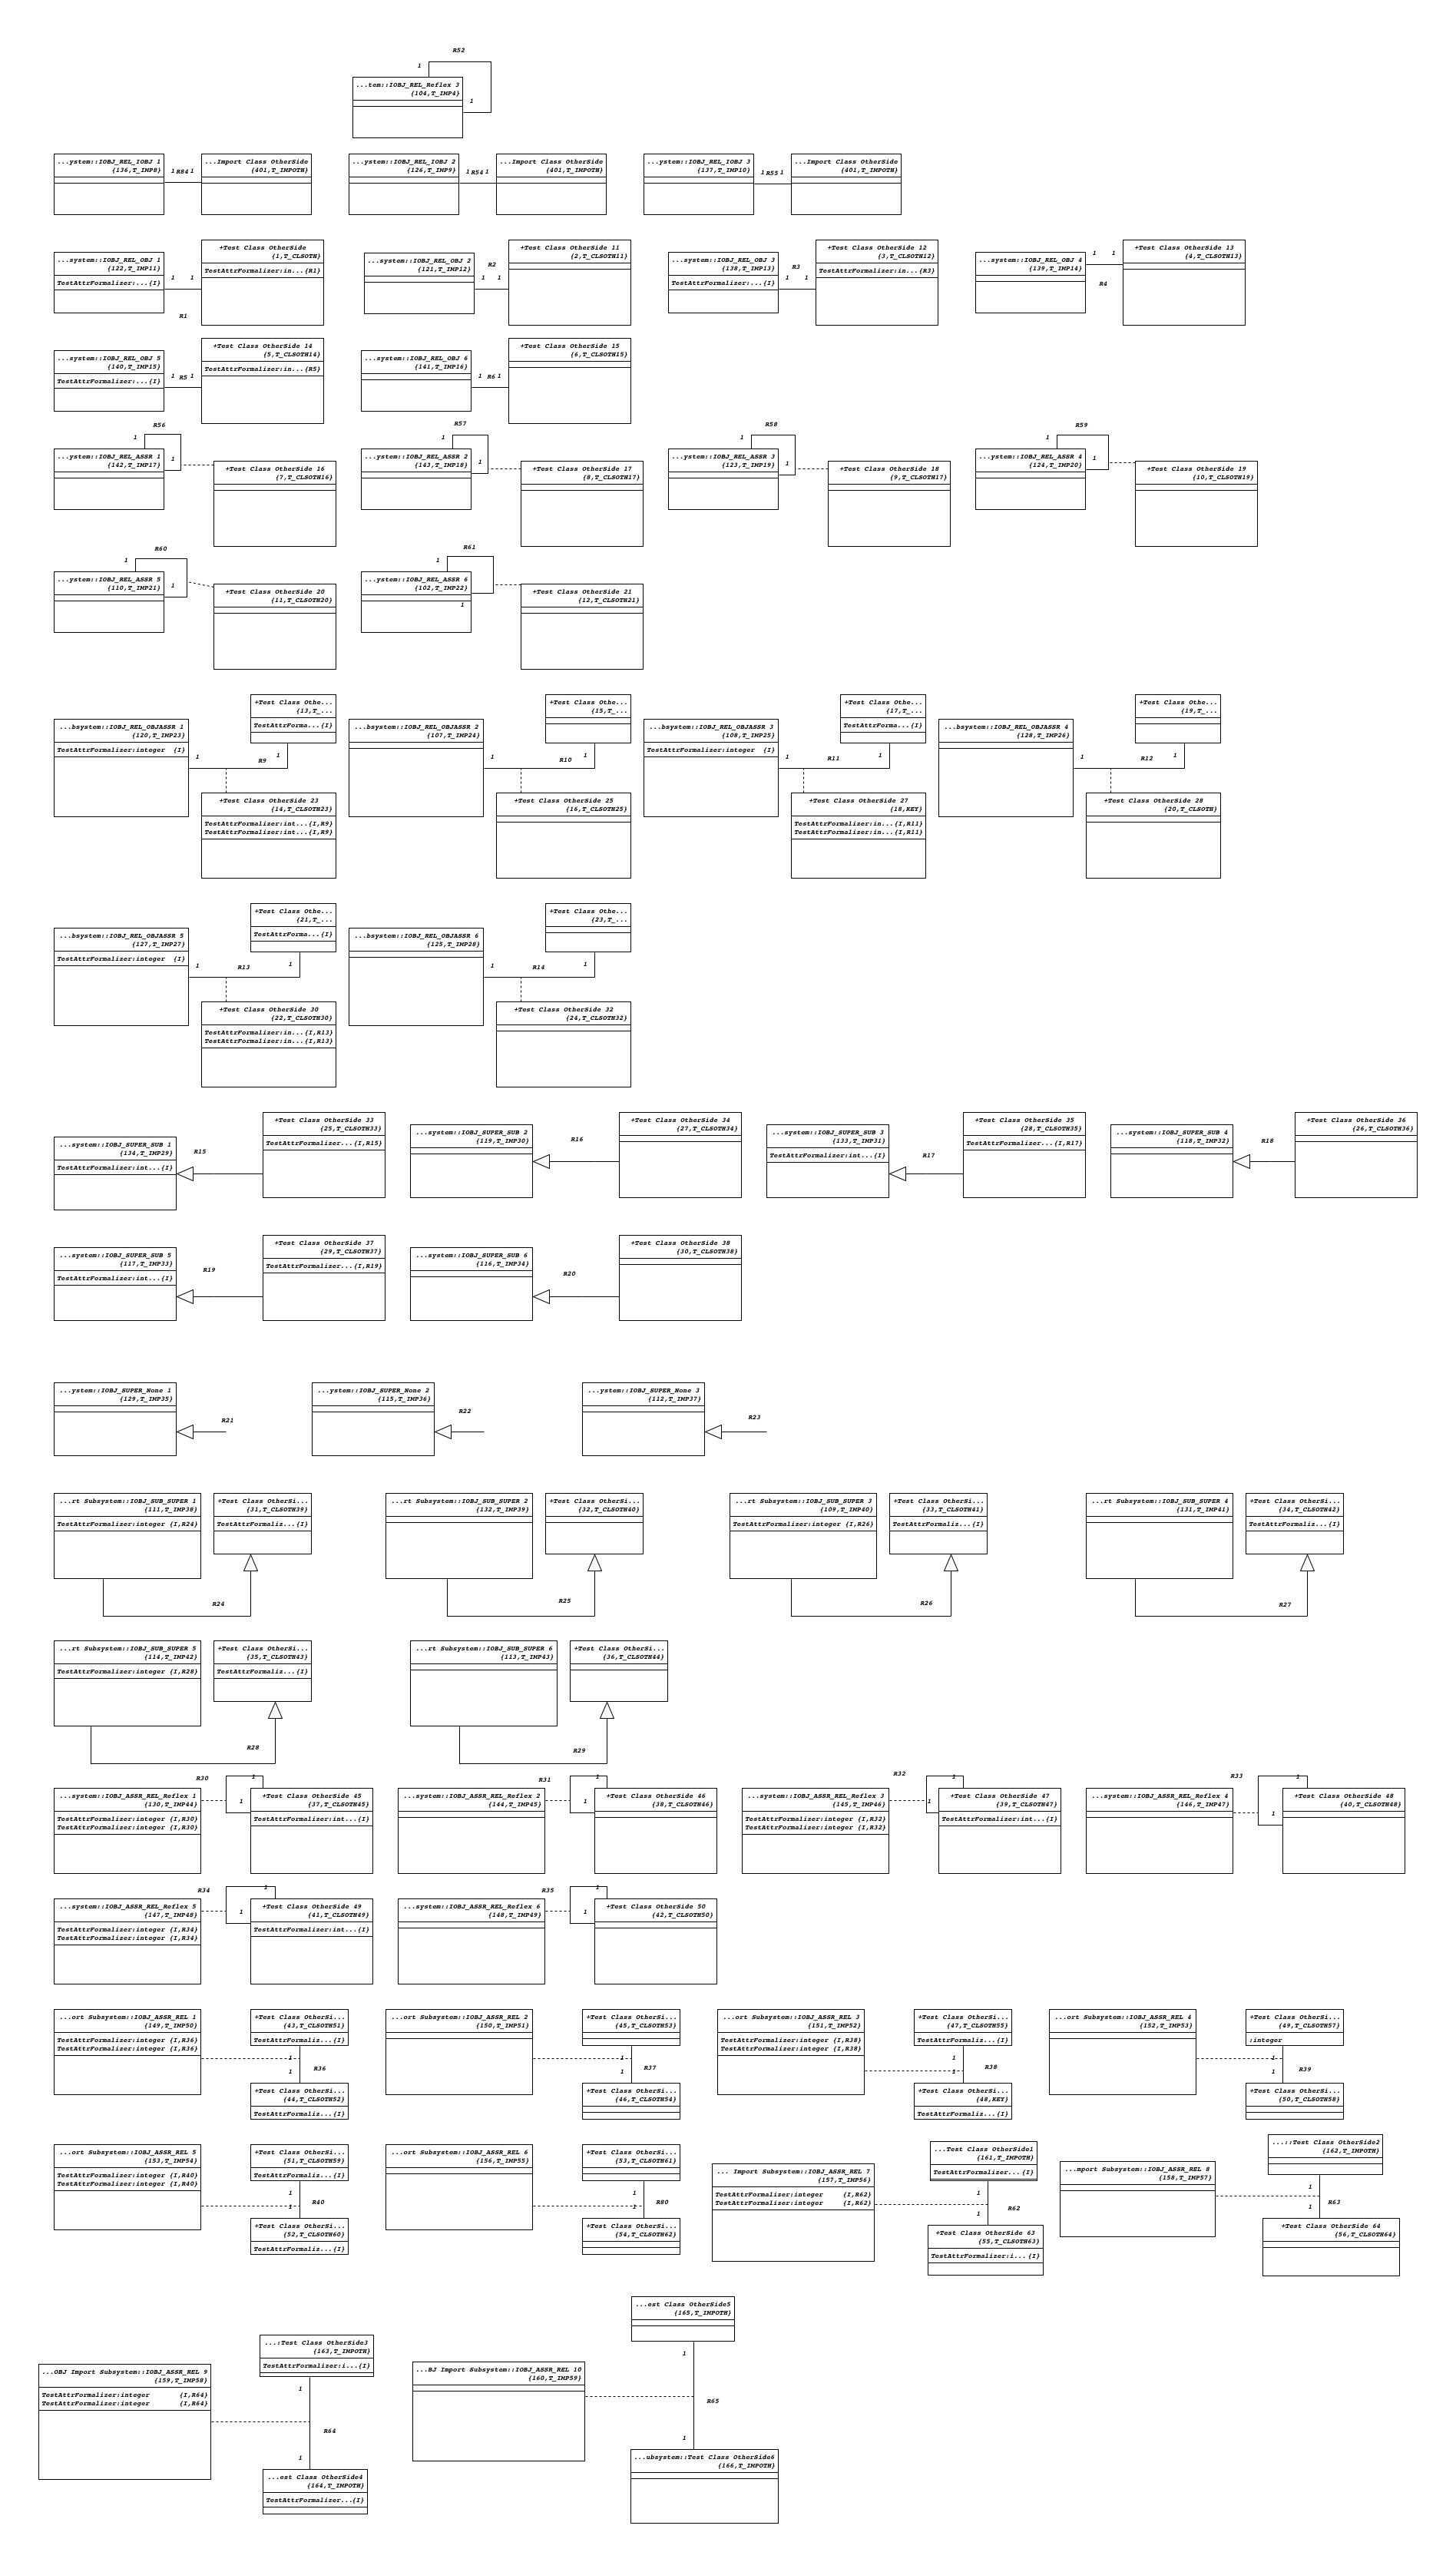 R52
1
...tem::IOBJ_REL_Reflex 3
{104,T_IMP4}
1
...ystem::IOBJ_REL_IOBJ 1
{136,T_IMP8}
1 R84 1
...Import Class OtherSide
{401,T_IMPOTH}
...ystem::IOBJ_REL_IOBJ 2
{126,T_IMP9}
1 R54 1
...Import Class OtherSide
{401,T_IMPOTH}
...ystem::IOBJ_REL_IOBJ 3
{137,T_IMP10}
1 R55 1
...Import Class OtherSide
{401,T_IMPOTH}
...system::IOBJ_REL_OBJ 1
{122,T_IMP11}
TestAttrFormalizer:...{I}
1 1
R1
+Test Class OtherSide
{1,T_CLSOTH}
TestAttrFormalizer:in...{R1}
...system::IOBJ_REL_OBJ 2
{121,T_IMP12}
R2
1 1
+Test Class OtherSide 11
{2,T_CLSOTH11}
...system::IOBJ_REL_OBJ 3
{138,T_IMP13}
TestAttrFormalizer:...{I}
R3
1 1
+Test Class OtherSide 12
{3,T_CLSOTH12}
TestAttrFormalizer:in...{R3}
...system::IOBJ_REL_OBJ 4
{139,T_IMP14}
1 1
R4
+Test Class OtherSide 13
{4,T_CLSOTH13}
...system::IOBJ_REL_OBJ 5
{140,T_IMP15}
TestAttrFormalizer:...{I}
1 R5 1
+Test Class OtherSide 14
{5,T_CLSOTH14}
TestAttrFormalizer:in...{R5}
...system::IOBJ_REL_OBJ 6
{141,T_IMP16}
1 R6 1
+Test Class OtherSide 15
{6,T_CLSOTH15}
R56
1
...ystem::IOBJ_REL_ASSR 1
{142,T_IMP17}
1
+Test Class OtherSide 16
{7,T_CLSOTH16}
R57
1
...ystem::IOBJ_REL_ASSR 2
{143,T_IMP18}
1
+Test Class OtherSide 17
{8,T_CLSOTH17}
R58
1
...ystem::IOBJ_REL_ASSR 3
{123,T_IMP19}
1
+Test Class OtherSide 18
{9,T_CLSOTH17}
R59
1
...ystem::IOBJ_REL_ASSR 4
{124,T_IMP20}
1
+Test Class OtherSide 19
{10,T_CLSOTH19}
R60
1
...ystem::IOBJ_REL_ASSR 5
{110,T_IMP21}
1
+Test Class OtherSide 20
{11,T_CLSOTH20}
R61
1
...ystem::IOBJ_REL_ASSR 6
{102,T_IMP22}
1
+Test Class OtherSide 21
{12,T_CLSOTH21}
...bsystem::IOBJ_REL_OBJASSR 1
{120,T_IMP23}
TestAttrFormalizer:integer {I}
+Test Class Othe...
{13,T_...
TestAttrForma...{I}
1 R9 1
+Test Class OtherSide 23
{14,T_CLSOTH23}
TestAttrFormalizer:int...{I,R9}
TestAttrFormalizer:int...{I,R9}
...bsystem::IOBJ_REL_OBJASSR 2
{107,T_IMP24}
+Test Class Othe...
{15,T_...
1 R10 1
+Test Class OtherSide 25
{16,T_CLSOTH25}
...bsystem::IOBJ_REL_OBJASSR 3
{108,T_IMP25}
TestAttrFormalizer:integer {I}
+Test Class Othe...
{17,T_...
TestAttrForma...{I}
1 R11 1
+Test Class OtherSide 27
{18,KEY}
TestAttrFormalizer:in...{I,R11}
TestAttrFormalizer:in...{I,R11}
...bsystem::IOBJ_REL_OBJASSR 4
{128,T_IMP26}
+Test Class Othe...
{19,T_...
1 R12 1
+Test Class OtherSide 28
{20,T_CLSOTH}
...bsystem::IOBJ_REL_OBJASSR 5
{127,T_IMP27}
TestAttrFormalizer:integer {I}
+Test Class Othe...
{21,T_...
TestAttrForma...{I}
1 R13 1
+Test Class OtherSide 30
{22,T_CLSOTH30}
TestAttrFormalizer:in...{I,R13}
TestAttrFormalizer:in...{I,R13}
...bsystem::IOBJ_REL_OBJASSR 6
{125,T_IMP28}
+Test Class Othe...
{23,T_...
1 R14 1
+Test Class OtherSide 32
{24,T_CLSOTH32}
...system::IOBJ_SUPER_SUB 1
{134,T_IMP29}
TestAttrFormalizer:int...{I}
R15
+Test Class OtherSide 33
{25,T_CLSOTH33}
TestAttrFormalizer...{I,R15}
...system::IOBJ_SUPER_SUB 2
{119,T_IMP30}
R16
+Test Class OtherSide 34
{27,T_CLSOTH34}
...system::IOBJ_SUPER_SUB 3
{133,T_IMP31}
TestAttrFormalizer:int...{I}
R17
+Test Class OtherSide 35
{28,T_CLSOTH35}
TestAttrFormalizer...{I,R17}
...system::IOBJ_SUPER_SUB 4
{118,T_IMP32}
R18
+Test Class OtherSide 36
{26,T_CLSOTH36}
...system::IOBJ_SUPER_SUB 5
{117,T_IMP33}
TestAttrFormalizer:int...{I}
R19
+Test Class OtherSide 37
{29,T_CLSOTH37}
TestAttrFormalizer...{I,R19}
...system::IOBJ_SUPER_SUB 6
{116,T_IMP34}
R20
+Test Class OtherSide 38
{30,T_CLSOTH38}
...ystem::IOBJ_SUPER_None 1
{129,T_IMP35}
R21
...ystem::IOBJ_SUPER_None 2
{115,T_IMP36}
R22
...ystem::IOBJ_SUPER_None 3
{112,T_IMP37}
R23
...rt Subsystem::IOBJ_SUB_SUPER 1
{111,T_IMP38}
TestAttrFormalizer:integer {I,R24}
+Test Class OtherSi...
{31,T_CLSOTH39}
TestAttrFormaliz...{I}
R24
...rt Subsystem::IOBJ_SUB_SUPER 2
{132,T_IMP39}
+Test Class OtherSi...
{32,T_CLSOTH40}
R25
...rt Subsystem::IOBJ_SUB_SUPER 3
{109,T_IMP40}
TestAttrFormalizer:integer {I,R26}
+Test Class OtherSi...
{33,T_CLSOTH41}
TestAttrFormaliz...{I}
R26
...rt Subsystem::IOBJ_SUB_SUPER 4
{131,T_IMP41}
+Test Class OtherSi...
{34,T_CLSOTH42}
TestAttrFormaliz...{I}
R27
...rt Subsystem::IOBJ_SUB_SUPER 5
{114,T_IMP42}
TestAttrFormalizer:integer {I,R28}
+Test Class OtherSi...
{35,T_CLSOTH43}
TestAttrFormaliz...{I}
R28
...rt Subsystem::IOBJ_SUB_SUPER 6
{113,T_IMP43}
+Test Class OtherSi...
{36,T_CLSOTH44}
R29
...system::IOBJ_ASSR_REL_Reflex 1
{130,T_IMP44}
TestAttrFormalizer:integer {I,R30}
TestAttrFormalizer:integer {I,R30}
R30
1
1
+Test Class OtherSide 45
{37,T_CLSOTH45}
TestAttrFormalizer:int...{I}
...system::IOBJ_ASSR_REL_Reflex 2
{144,T_IMP45}
R31
1
1
+Test Class OtherSide 46
{38,T_CLSOTH46}
...system::IOBJ_ASSR_REL_Reflex 3
{145,T_IMP46}
TestAttrFormalizer:integer {I,R32}
TestAttrFormalizer:integer {I,R32}
R32
1
1
+Test Class OtherSide 47
{39,T_CLSOTH47}
TestAttrFormalizer:int...{I}
...system::IOBJ_ASSR_REL_Reflex 4
{146,T_IMP47}
R33
1
1
+Test Class OtherSide 48
{40,T_CLSOTH48}
...system::IOBJ_ASSR_REL_Reflex 5
{147,T_IMP48}
TestAttrFormalizer:integer {I,R34}
TestAttrFormalizer:integer {I,R34}
R34
1
1
+Test Class OtherSide 49
{41,T_CLSOTH49}
TestAttrFormalizer:int...{I}
...system::IOBJ_ASSR_REL_Reflex 6
{148,T_IMP49}
R35
1
1
+Test Class OtherSide 50
{42,T_CLSOTH50}
...ort Subsystem::IOBJ_ASSR_REL 1
{149,T_IMP50}
TestAttrFormalizer:integer {I,R36}
TestAttrFormalizer:integer {I,R36}
+Test Class OtherSi...
{43,T_CLSOTH51}
TestAttrFormaliz...{I}
1
R36
1
+Test Class OtherSi...
{44,T_CLSOTH52}
TestAttrFormaliz...{I}
...ort Subsystem::IOBJ_ASSR_REL 2
{150,T_IMP51}
+Test Class OtherSi...
{45,T_CLSOTH53}
1
R37
1
+Test Class OtherSi...
{46,T_CLSOTH54}
...ort Subsystem::IOBJ_ASSR_REL 3
{151,T_IMP52}
TestAttrFormalizer:integer {I,R38}
TestAttrFormalizer:integer {I,R38}
+Test Class OtherSi...
{47,T_CLSOTH55}
TestAttrFormaliz...{I}
1
R38
1
+Test Class OtherSi...
{48,KEY}
TestAttrFormaliz...{I}
...ort Subsystem::IOBJ_ASSR_REL 4
{152,T_IMP53}
+Test Class OtherSi...
{49,T_CLSOTH57}
:integer
1
R39
1
+Test Class OtherSi...
{50,T_CLSOTH58}
...ort Subsystem::IOBJ_ASSR_REL 5
{153,T_IMP54}
TestAttrFormalizer:integer {I,R40}
TestAttrFormalizer:integer {I,R40}
+Test Class OtherSi...
{51,T_CLSOTH59}
TestAttrFormaliz...{I}
1
R40
1
+Test Class OtherSi...
{52,T_CLSOTH60}
TestAttrFormaliz...{I}
...ort Subsystem::IOBJ_ASSR_REL 6
{156,T_IMP55}
+Test Class OtherSi...
{53,T_CLSOTH61}
1
R80
1
+Test Class OtherSi...
{54,T_CLSOTH62}
... Import Subsystem::IOBJ_ASSR_REL 7
{157,T_IMP56}
TestAttrFormalizer:integer {I,R62}
TestAttrFormalizer:integer {I,R62}
...Test Class OtherSide1
{161,T_IMPOTH}
TestAttrFormalizer...{I}
1
R62
1
+Test Class OtherSide 63
{55,T_CLSOTH63}
TestAttrFormalizer:i...{I}
...mport Subsystem::IOBJ_ASSR_REL 8
{158,T_IMP57}
...::Test Class OtherSide2
{162,T_IMPOTH}
1
R63
1
+Test Class OtherSide 64
{56,T_CLSOTH64}
...OBJ Import Subsystem::IOBJ_ASSR_REL 9
{159,T_IMP58}
TestAttrFormalizer:integer {I,R64}
TestAttrFormalizer:integer {I,R64}
...:Test Class OtherSide3
{163,T_IMPOTH}
TestAttrFormalizer:i...{I}
1
R64
1
...est Class OtherSide4
{164,T_IMPOTH}
TestAttrFormalizer...{I}
...BJ Import Subsystem::IOBJ_ASSR_REL 10
{160,T_IMP59}
...est Class OtherSide5
{165,T_IMPOTH}
1
R65
1
...ubsystem::Test Class OtherSide6
{166,T_IMPOTH}